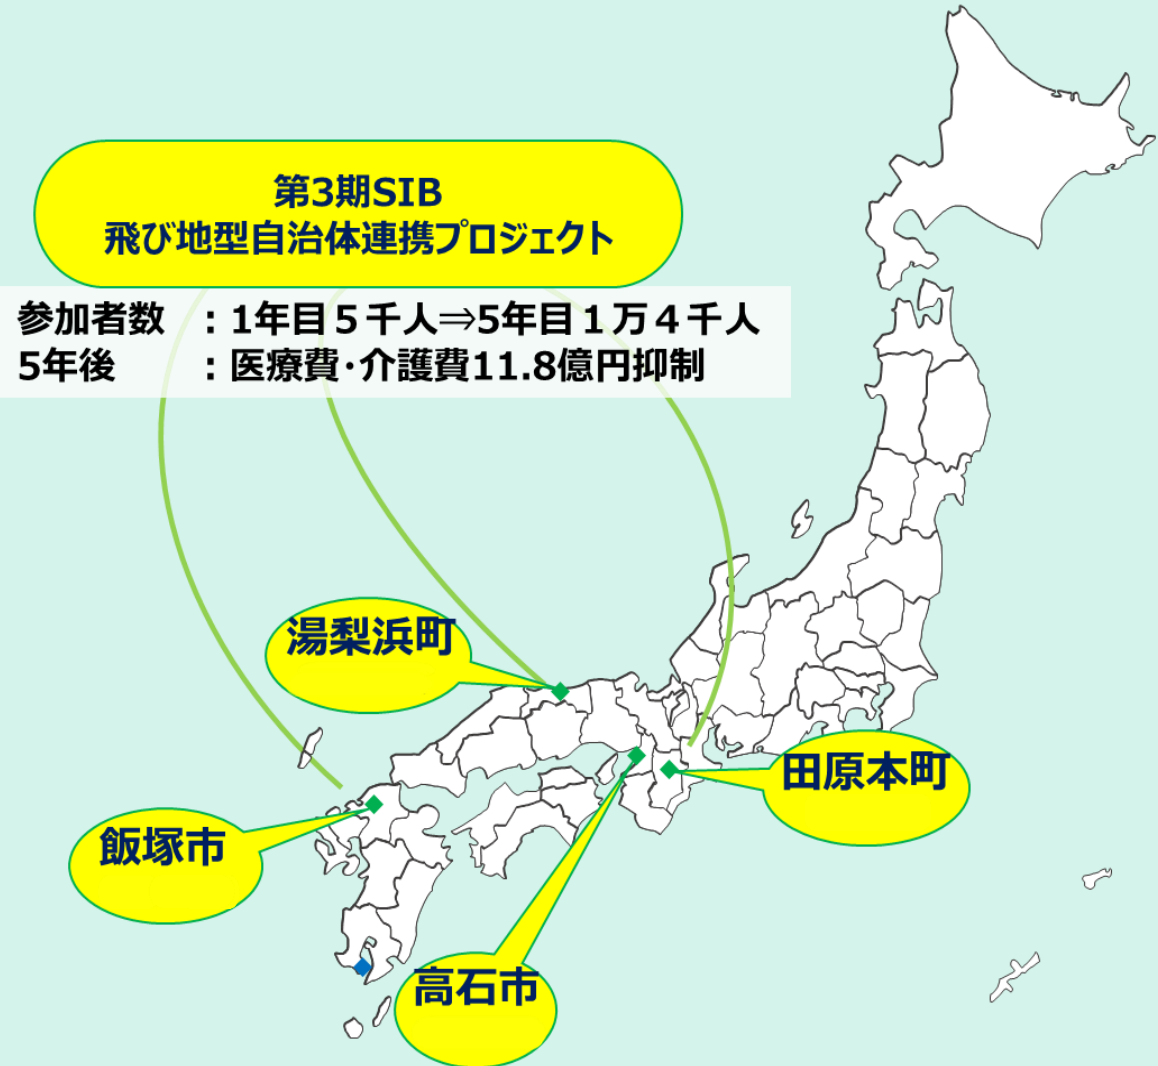 第3期SIB
飛び地型自治体連携プロジェクト
参加者数 ：1年目５千人⇒5年目１万４千人
5年後 ：医療費･介護費11.8億円抑制
湯梨浜町
田原本町
飯塚市
高石市